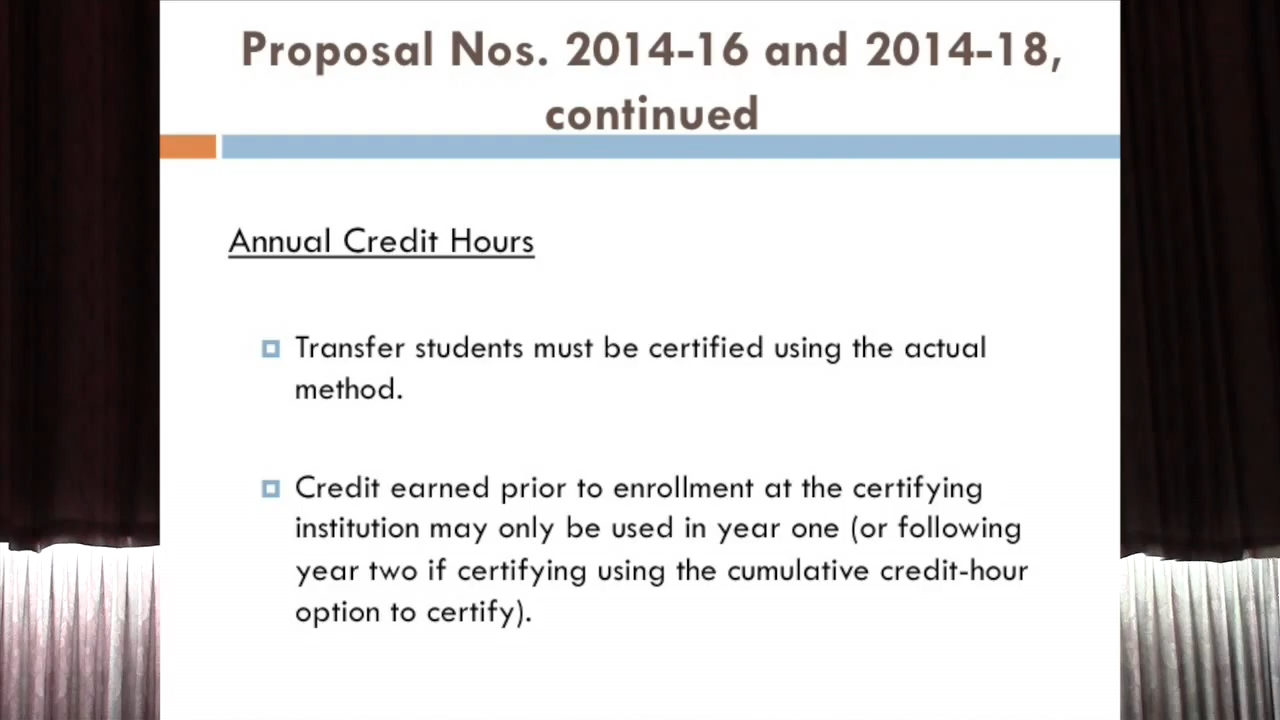 Proposal Nos. 2014-16 and 2014-18,
continued
Annual Credit Hours
Transfer students must be certified using the actual
method.
Credit earned prior to enrollment at the certifying
institution may only be used in year one (or following
year two if certifying using the cumulative credit-hour
option to certify).